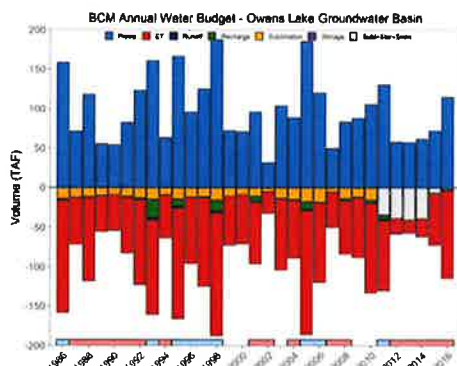 BCM Annual Water Budget - Owens Lake Groundwater Basin
Precip ET Runoff Recharge Sublimation Storage
Volume (TAF)
200
150
100
50
0
-50
-100
-150
-200
1986 1988 1990 1992 1994 1996 1998 2000 2002 2004 2006 2008 2010 2012 2014 2016